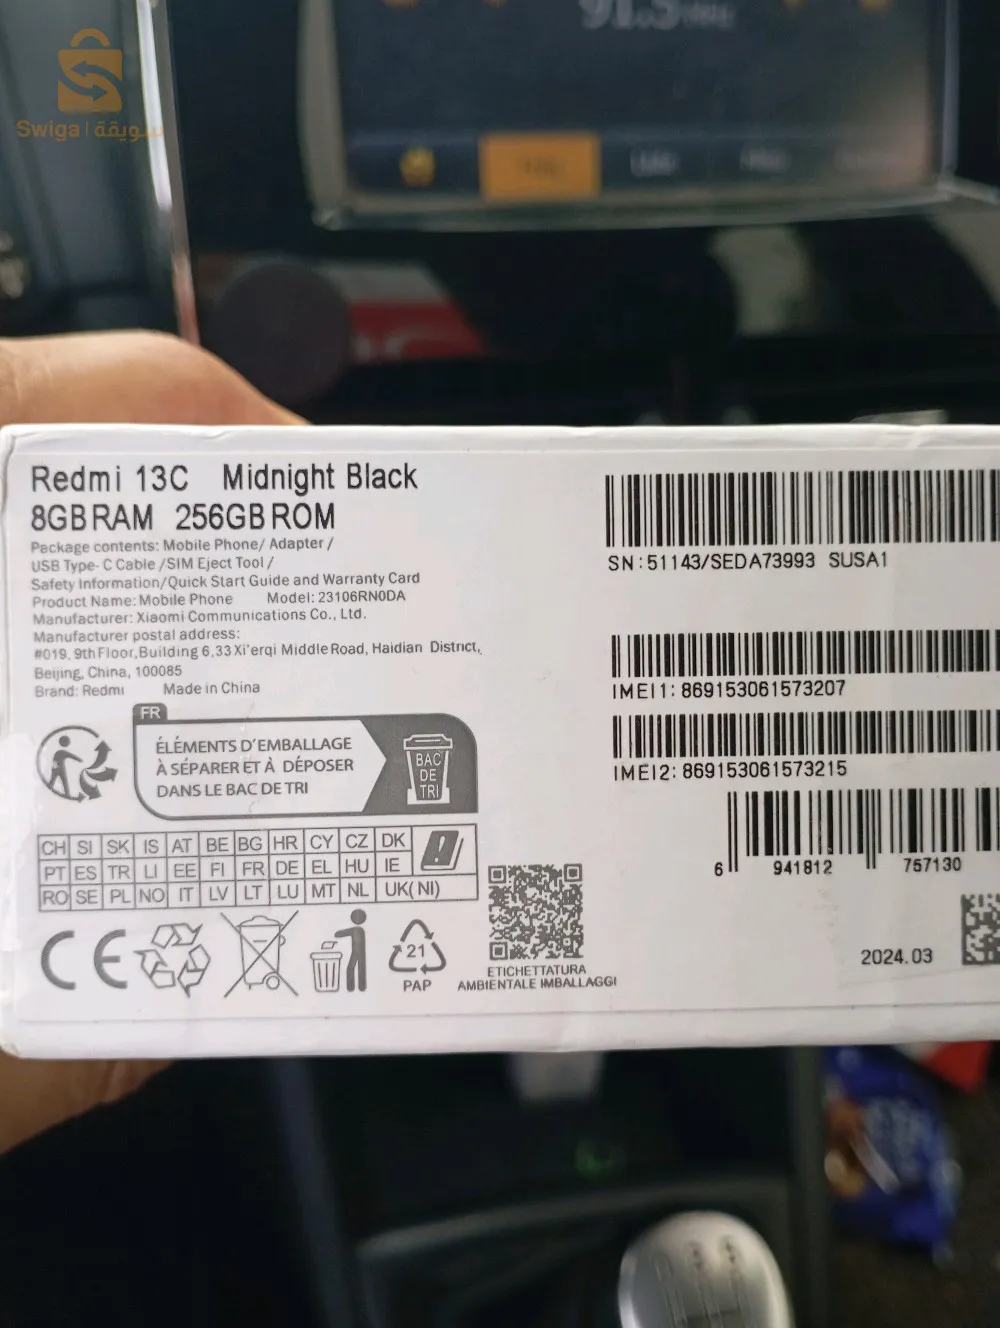 Swiga | سويقة
91.5
Redmi 13C Midnight Black
8GB RAM 256GB ROM
Package contents: Mobile Phone/ Adapter /
USB Type- C Cable /SIM Eject Tool /
Safety Information/Quick Start Guide and Warranty Card
Product Name: Mobile Phone Model: 23106RN0DA
Manufacturer: Xiaomi Communications Co., Ltd.
Manufacturer postal address:
#019, 9th Floor, Building 6,33 Xi'erqi Middle Road, Haidian District,
Beijing, China, 100085
Brand: Redmi Made in China
SN:51143/SEDA73993 SUSA1
IMEI1: 869153061573207
IMEI2: 869153061573215
6 941812 757130
2024.03
FR
ÉLÉMENTS D'EMBALLAGE
À SÉPARER ET À DÉPOSER
DANS LE BAC DE TRI
BAC
DE
TRI
CH SI SK IS AT BE BG HR CY CZ DK
PT ES TR LI EE FI FR DE EL HU IE
RO SE PL NO IT LV LT LU MT NL UK(NI)
CE
21
PAP
ETICHETTATURA
AMBIENTALE IMBALLAGGI